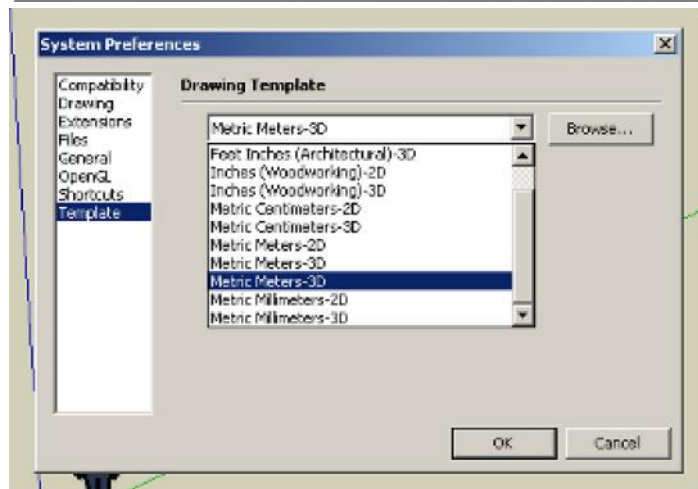 System Preferences
Compatibility
Drawing
Extensions
Files
General
OpenGL
Shortcuts
Template
Drawing Template
Metric Meters-3D
Browse...
Feet Inches (Architectural)-3D
Inches (Woodworking)-2D
Inches (Woodworking)-3D
Metric Centimeters-2D
Metric Centimeters-3D
Metric Meters-2D
Metric Meters-3D
Metric Meters-3D
Metric Millimeters-2D
Metric Millimeters-3D
OK
Cancel